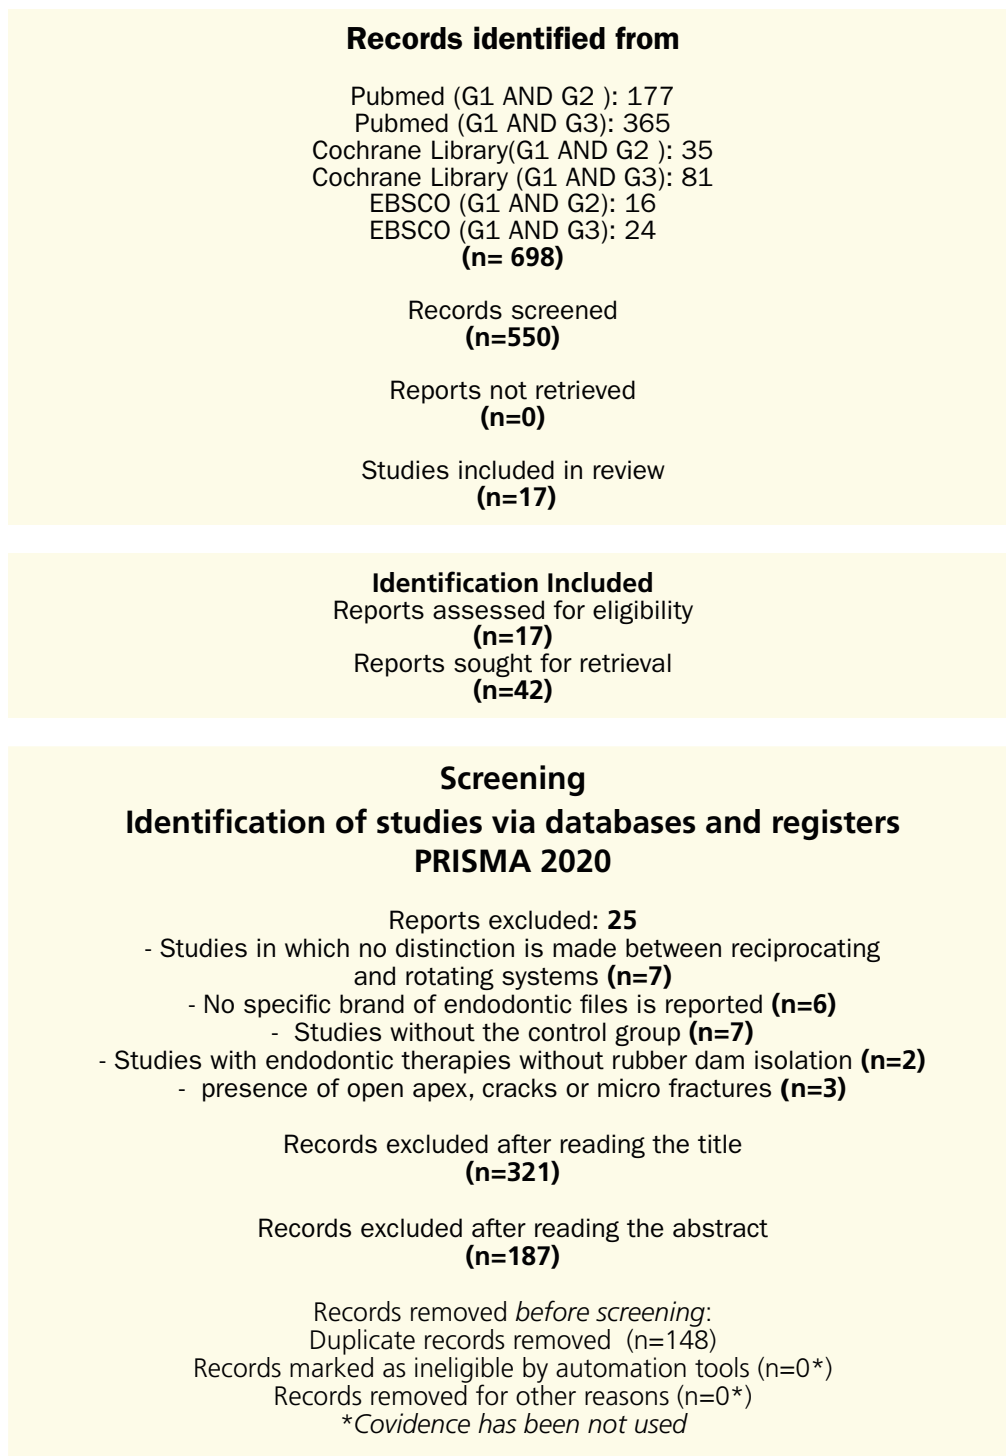 Records identified from
Pubmed (G1 AND G2 ): 177
Pubmed (G1 AND G3): 365
Cochrane Library(G1 AND G2 ): 35
Cochrane Library (G1 AND G3): 81
EBSCO (G1 AND G2): 16
EBSCO (G1 AND G3): 24
(n= 698)
Records screened
(n=550)
Reports not retrieved
(n=0)
Studies included in review
(n=17)
Identification Included
Reports assessed for eligibility
(n=17)
Reports sought for retrieval
(n=42)
Screening
Identification of studies via databases and registers
PRISMA 2020
Reports excluded: 25
- Studies in which no distinction is made between reciprocating
and rotating systems (n=7)
- No specific brand of endodontic files is reported (n=6)
- Studies without the control group (n=7)
- Studies with endodontic therapies without rubber dam isolation (n=2)
- presence of open apex, cracks or micro fractures (n=3)
Records excluded after reading the title
(n=321)
Records excluded after reading the abstract
(n=187)
Records removed before screening:
Duplicate records removed (n=148)
Records marked as ineligible by automation tools (n=0*)
Records removed for other reasons (n=0*)
*Covidence has been not used